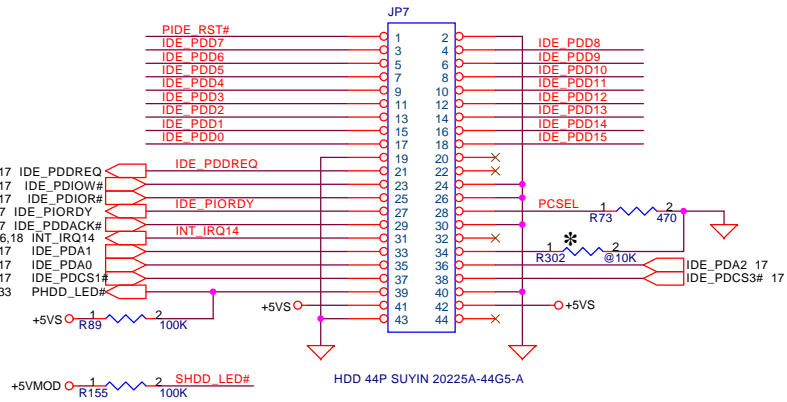 JP7
PIDE_RST# 1 2
IDE_PDD7 3 4 IDE_PDD8
IDE_PDD6 5 6 IDE_PDD9
IDE_PDD5 7 8 IDE_PDD10
IDE_PDD4 9 10 IDE_PDD11
IDE_PDD3 11 12 IDE_PDD12
IDE_PDD2 13 14 IDE_PDD13
IDE_PDD1 15 16 IDE_PDD14
IDE_PDD0 17 18 IDE_PDD15
19 20
17 IDE_PDDREQ IDE_PDDREQ 21 22
17 IDE_PDIOW# 23 24
17 IDE_PDIOR# 25 26
7 IDE_PIORDY IDE_PIORDY 27 28 PCSEL 1 R73 2 470
7 IDE_PDDACK# 29 30
6,18 INT_IRQ14 INT_IRQ14 31 32
17 IDE_PDA1 33 34 1 R302 * 2 @10K
17 IDE_PDA0 35 36 IDE_PDA2 17
17 IDE_PDCS1# 37 38 IDE_PDCS3# 17
33 PHDD_LED# 39 40
+5VS 41 42 +5VS
43 44
+5VS 1 R89 2 100K
HDD 44P SUYIN 20225A-44G5-A
+5VMOD 1 R155 2 100K SHDD_LED#